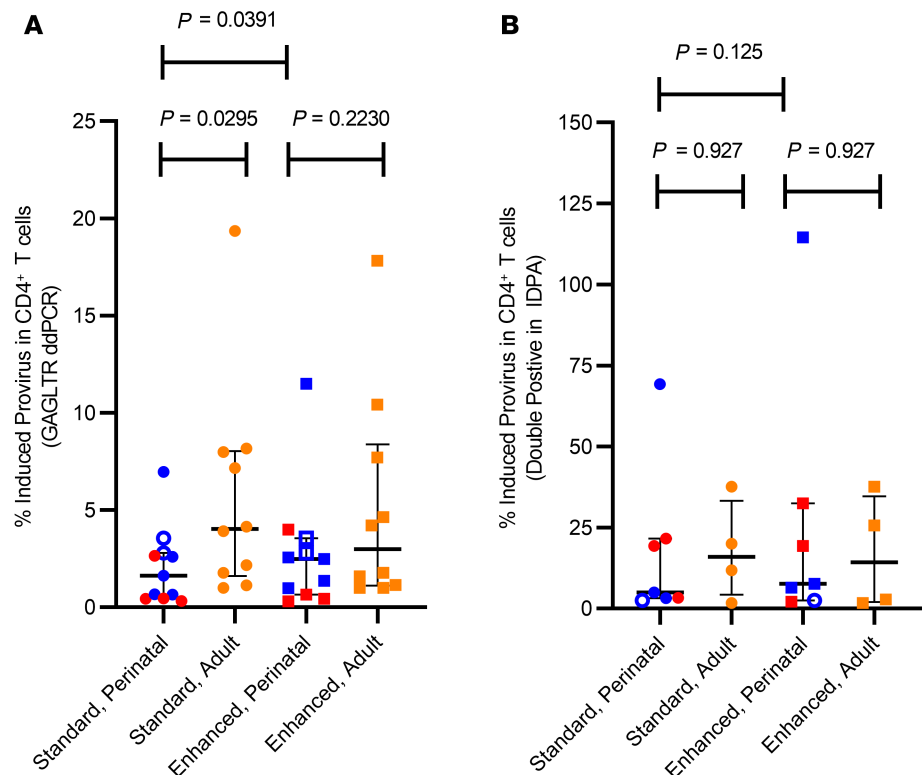 A
P = 0.0391
P = 0.0295
P = 0.2230
% Induced Provirus in CD4⁺ T cells
(GAGLTR ddPCR)
25
20
15
10
5
0
Standard, Perinatal
Standard, Adult
Enhanced, Perinatal
Enhanced, Adult
B
P = 0.125
P = 0.927
P = 0.927
% Induced Provirus in CD4⁺ T cells
(Double Postive in IDPA)
150
125
100
75
50
25
0
Standard, Perinatal
Standard, Adult
Enhanced, Perinatal
Enhanced, Adult